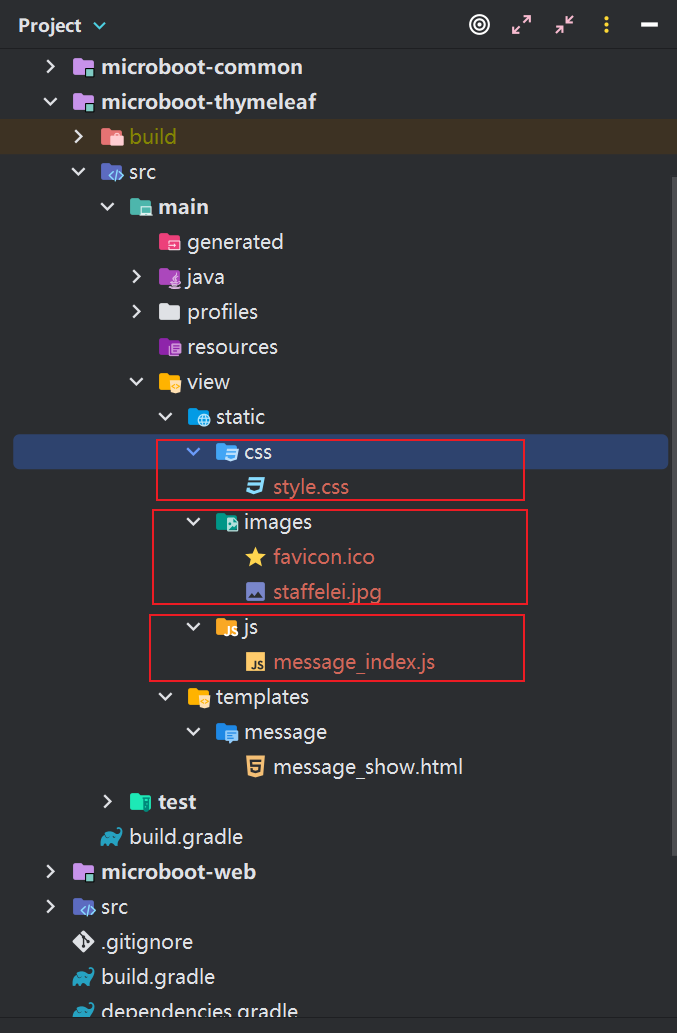 Project
microboot-common
microboot-thymeleaf
build
src
main
generated
java
profiles
resources
view
static
css
style.css
images
favicon.ico
staffelei.jpg
js
message_index.js
templates
message
message_show.html
test
build.gradle
microboot-web
src
.gitignore
build.gradle
dependencies.gradle